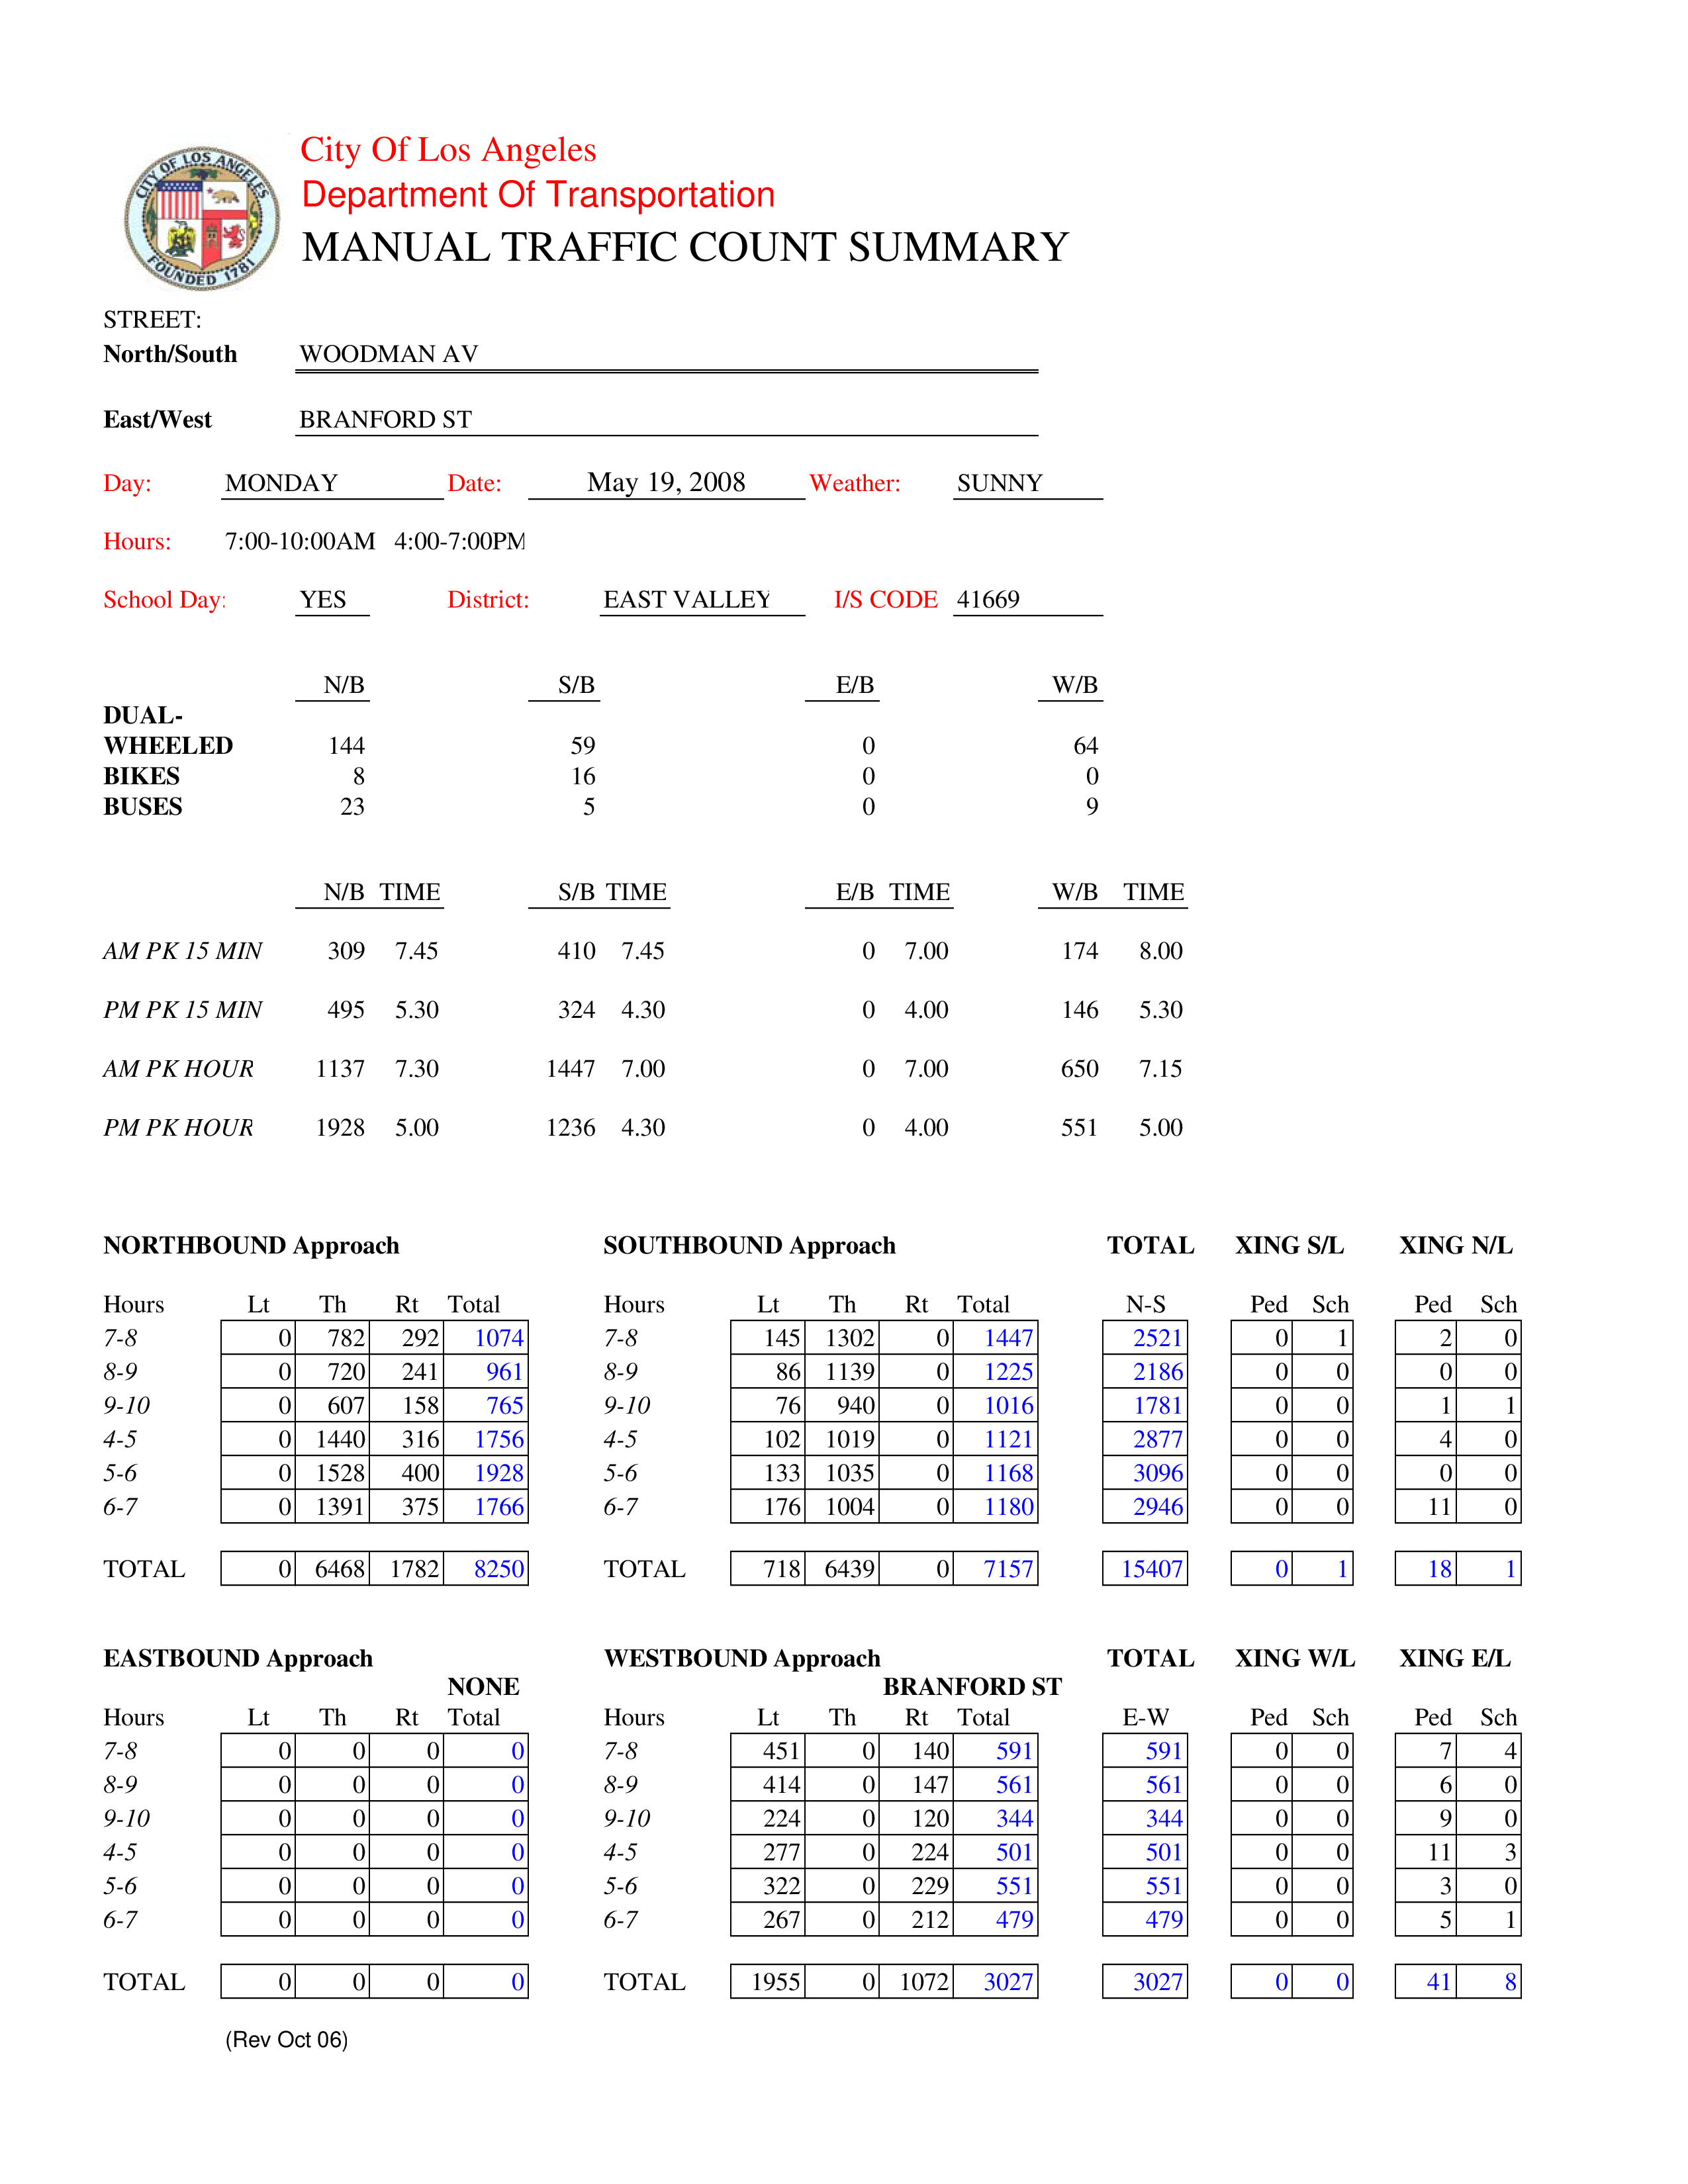 CITY OF LOS ANGELES
FOUNDED 1781
City Of Los Angeles
Department Of Transportation
MANUAL TRAFFIC COUNT SUMMARY
STREET:
North/South WOODMAN AV
East/West BRANFORD ST
Day: MONDAY Date: May 19, 2008 Weather: SUNNY
Hours: 7:00-10:00AM 4:00-7:00PM
School Day: YES District: EAST VALLEY I/S CODE 41669
N/B S/B E/B W/B
DUAL-
WHEELED 144 59 0 64
BIKES 8 16 0 0
BUSES 23 5 0 9
N/B TIME S/B TIME E/B TIME W/B TIME
AM PK 15 MIN 309 7.45 410 7.45 0 7.00 174 8.00
PM PK 15 MIN 495 5.30 324 4.30 0 4.00 146 5.30
AM PK HOUR 1137 7.30 1447 7.00 0 7.00 650 7.15
PM PK HOUR 1928 5.00 1236 4.30 0 4.00 551 5.00
NORTHBOUND Approach SOUTHBOUND Approach TOTAL XING S/L XING N/L
Hours Lt Th Rt Total Hours Lt Th Rt Total N-S Ped Sch Ped Sch
7-8 0 782 292 1074 7-8 145 1302 0 1447 2521 0 1 2 0
8-9 0 720 241 961 8-9 86 1139 0 1225 2186 0 0 0 0
9-10 0 607 158 765 9-10 76 940 0 1016 1781 0 0 1 1
4-5 0 1440 316 1756 4-5 102 1019 0 1121 2877 0 0 4 0
5-6 0 1528 400 1928 5-6 133 1035 0 1168 3096 0 0 0 0
6-7 0 1391 375 1766 6-7 176 1004 0 1180 2946 0 0 11 0
TOTAL 0 6468 1782 8250 TOTAL 718 6439 0 7157 15407 0 1 18 1
EASTBOUND Approach WESTBOUND Approach TOTAL XING W/L XING E/L
NONE BRANFORD ST
Hours Lt Th Rt Total Hours Lt Th Rt Total E-W Ped Sch Ped Sch
7-8 0 0 0 0 7-8 451 0 140 591 591 0 0 7 4
8-9 0 0 0 0 8-9 414 0 147 561 561 0 0 6 0
9-10 0 0 0 0 9-10 224 0 120 344 344 0 0 9 0
4-5 0 0 0 0 4-5 277 0 224 501 501 0 0 11 3
5-6 0 0 0 0 5-6 322 0 229 551 551 0 0 3 0
6-7 0 0 0 0 6-7 267 0 212 479 479 0 0 5 1
TOTAL 0 0 0 0 TOTAL 1955 0 1072 3027 3027 0 0 41 8
(Rev Oct 06)